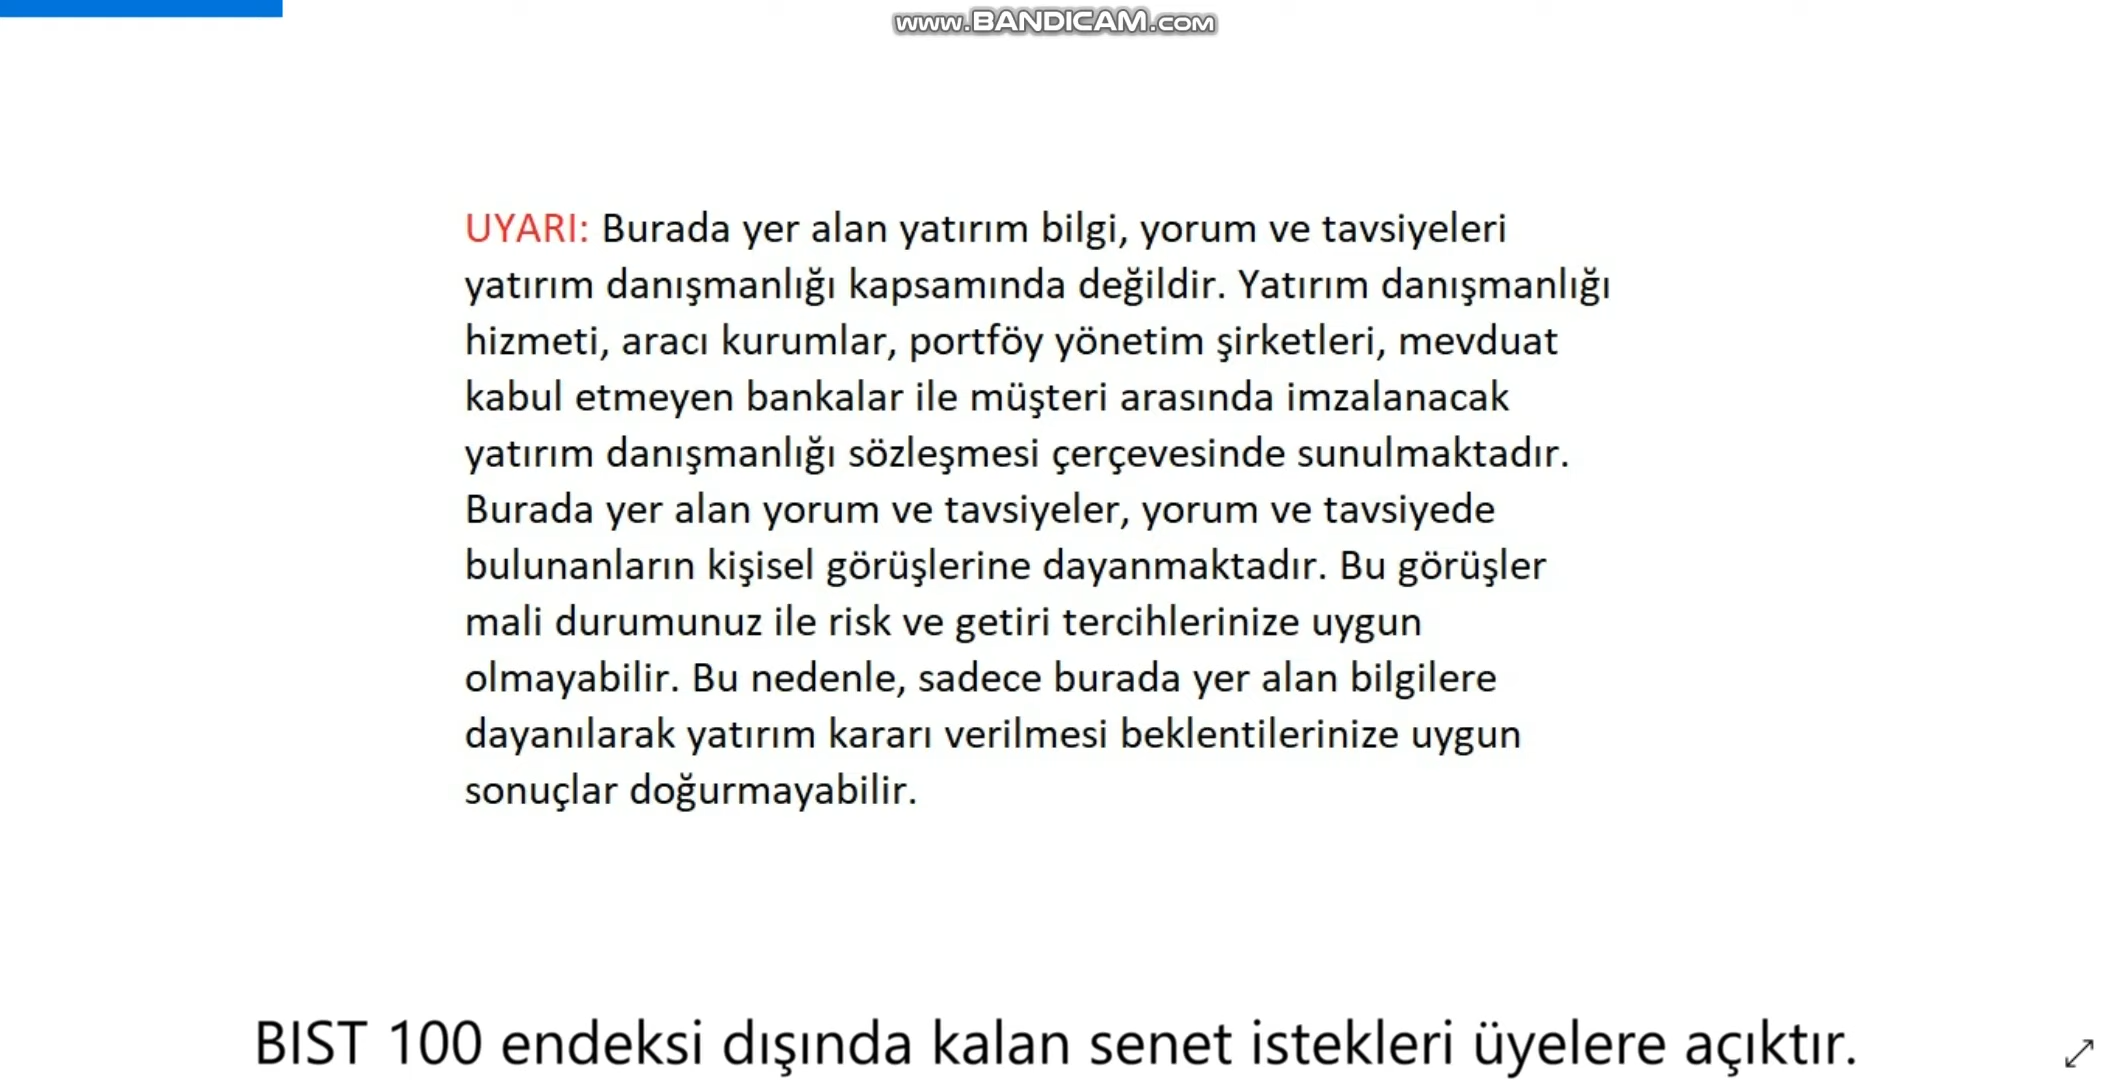 www.BANDICAM.com
UYARI: Burada yer alan yatırım bilgi, yorum ve tavsiyeleri
yatırım danışmanlığı kapsamında değildir. Yatırım danışmanlığı
hizmeti, aracı kurumlar, portföy yönetim şirketleri, mevduat
kabul etmeyen bankalar ile müşteri arasında imzalanacak
yatırım danışmanlığı sözleşmesi çerçevesinde sunulmaktadır.
Burada yer alan yorum ve tavsiyeler, yorum ve tavsiyede
bulunanların kişisel görüşlerine dayanmaktadır. Bu görüşler
mali durumunuz ile risk ve getiri tercihlerinize uygun
olmayabilir. Bu nedenle, sadece burada yer alan bilgilere
dayanılarak yatırım kararı verilmesi beklentilerinize uygun
sonuçlar doğurmayabilir.
BIST 100 endeksi dışında kalan senet istekleri üyelere açıktır.